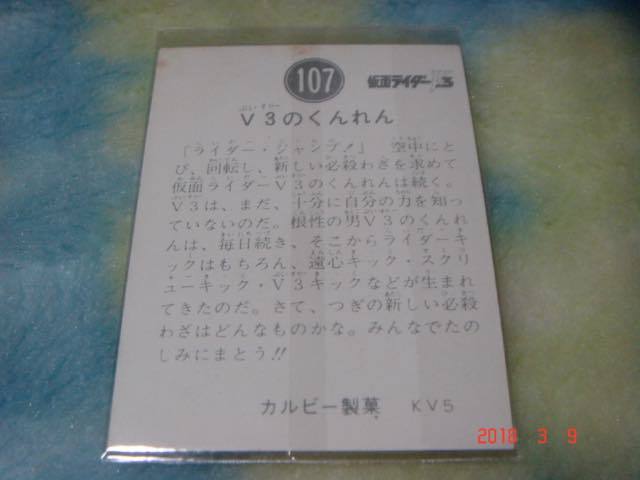 107
仮面ライダーV3
V3のくんれん
「ライダー・ジャンプ!」 空中にと
び、回転し、新しい必殺わざを求めて
仮面ライダーV3のくんれんは続く。
V3は、まだ、十分に自分の力を知っ
ていないのだ。根性の男V3のくんれ
んは、毎日続き、そこからライダーキ
ックはもちろん、遠心キック・スクリ
ューキック・V3キックなどが生まれ
てきたのだ。さて、つぎの新しい必殺
わざはどんなものかな。みんなでたの
しみにまとう!!
カルビー製菓 KV5
2018 3 9